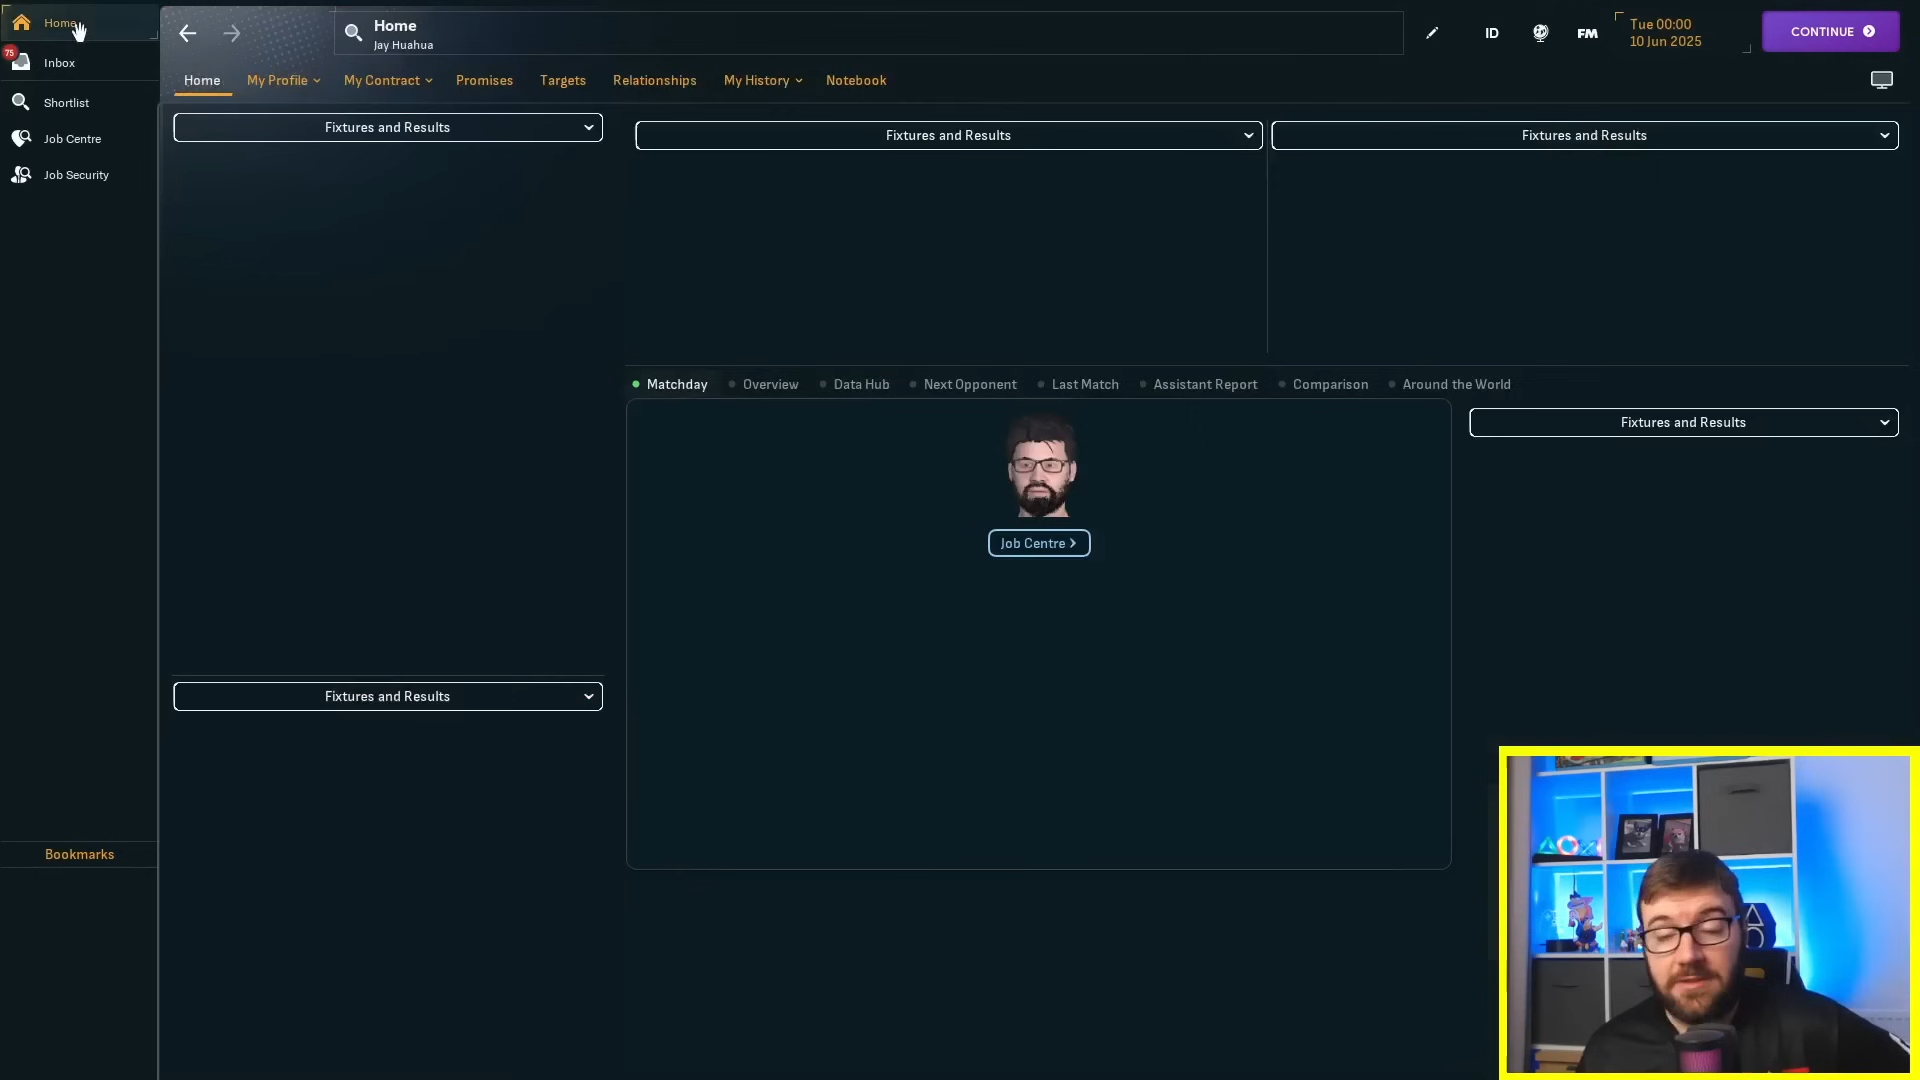 Home
75
Inbox
Shortlist
Job Centre
Job Security
Bookmarks
Home
Jay Huahua
ID
FM
Tue 00:00
10 Jun 2025
CONTINUE
Home
My Profile
My Contract
Promises
Targets
Relationships
My History
Notebook
Fixtures and Results
Fixtures and Results
Fixtures and Results
Matchday
Overview
Data Hub
Next Opponent
Last Match
Assistant Report
Comparison
Around the World
Job Centre
Fixtures and Results
Fixtures and Results